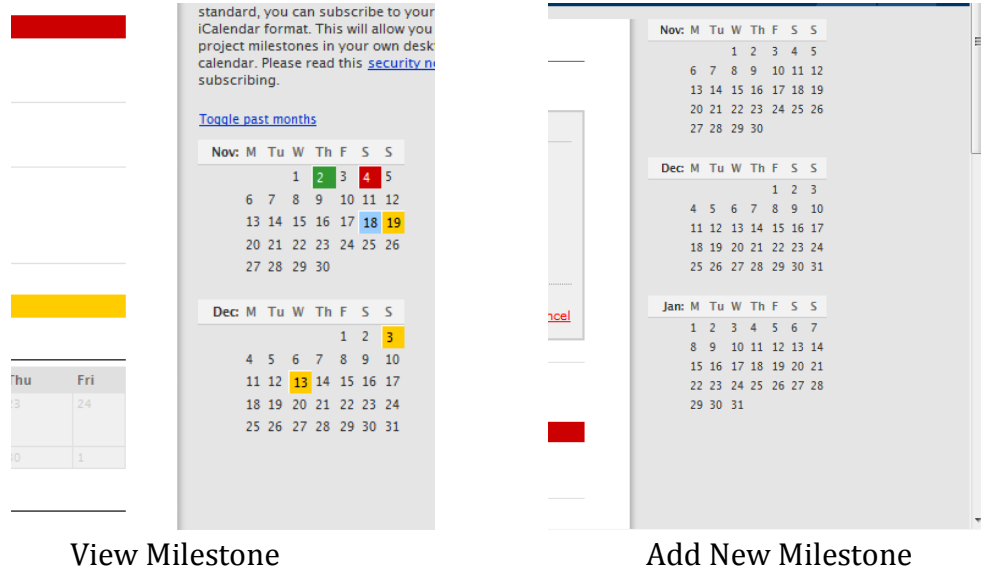 standard, you can subscribe to your
iCalendar format. This will allow you
project milestones in your own desk
calendar. Please read this security n
subscribing.
Toggle past months
Nov: M Tu W Th F S S
1 2 3 4 5
6 7 8 9 10 11 12
13 14 15 16 17 18 19
20 21 22 23 24 25 26
27 28 29 30
Dec: M Tu W Th F S S
1 2 3
4 5 6 7 8 9 10
11 12 13 14 15 16 17
18 19 20 21 22 23 24
25 26 27 28 29 30 31
Thu Fri
23 24
30 1
View Milestone
Nov: M Tu W Th F S S
1 2 3 4 5
6 7 8 9 10 11 12
13 14 15 16 17 18 19
20 21 22 23 24 25 26
27 28 29 30
Dec: M Tu W Th F S S
1 2 3
4 5 6 7 8 9 10
11 12 13 14 15 16 17
18 19 20 21 22 23 24
25 26 27 28 29 30 31
ncel
Jan: M Tu W Th F S S
1 2 3 4 5 6 7
8 9 10 11 12 13 14
15 16 17 18 19 20 21
22 23 24 25 26 27 28
29 30 31
Add New Milestone